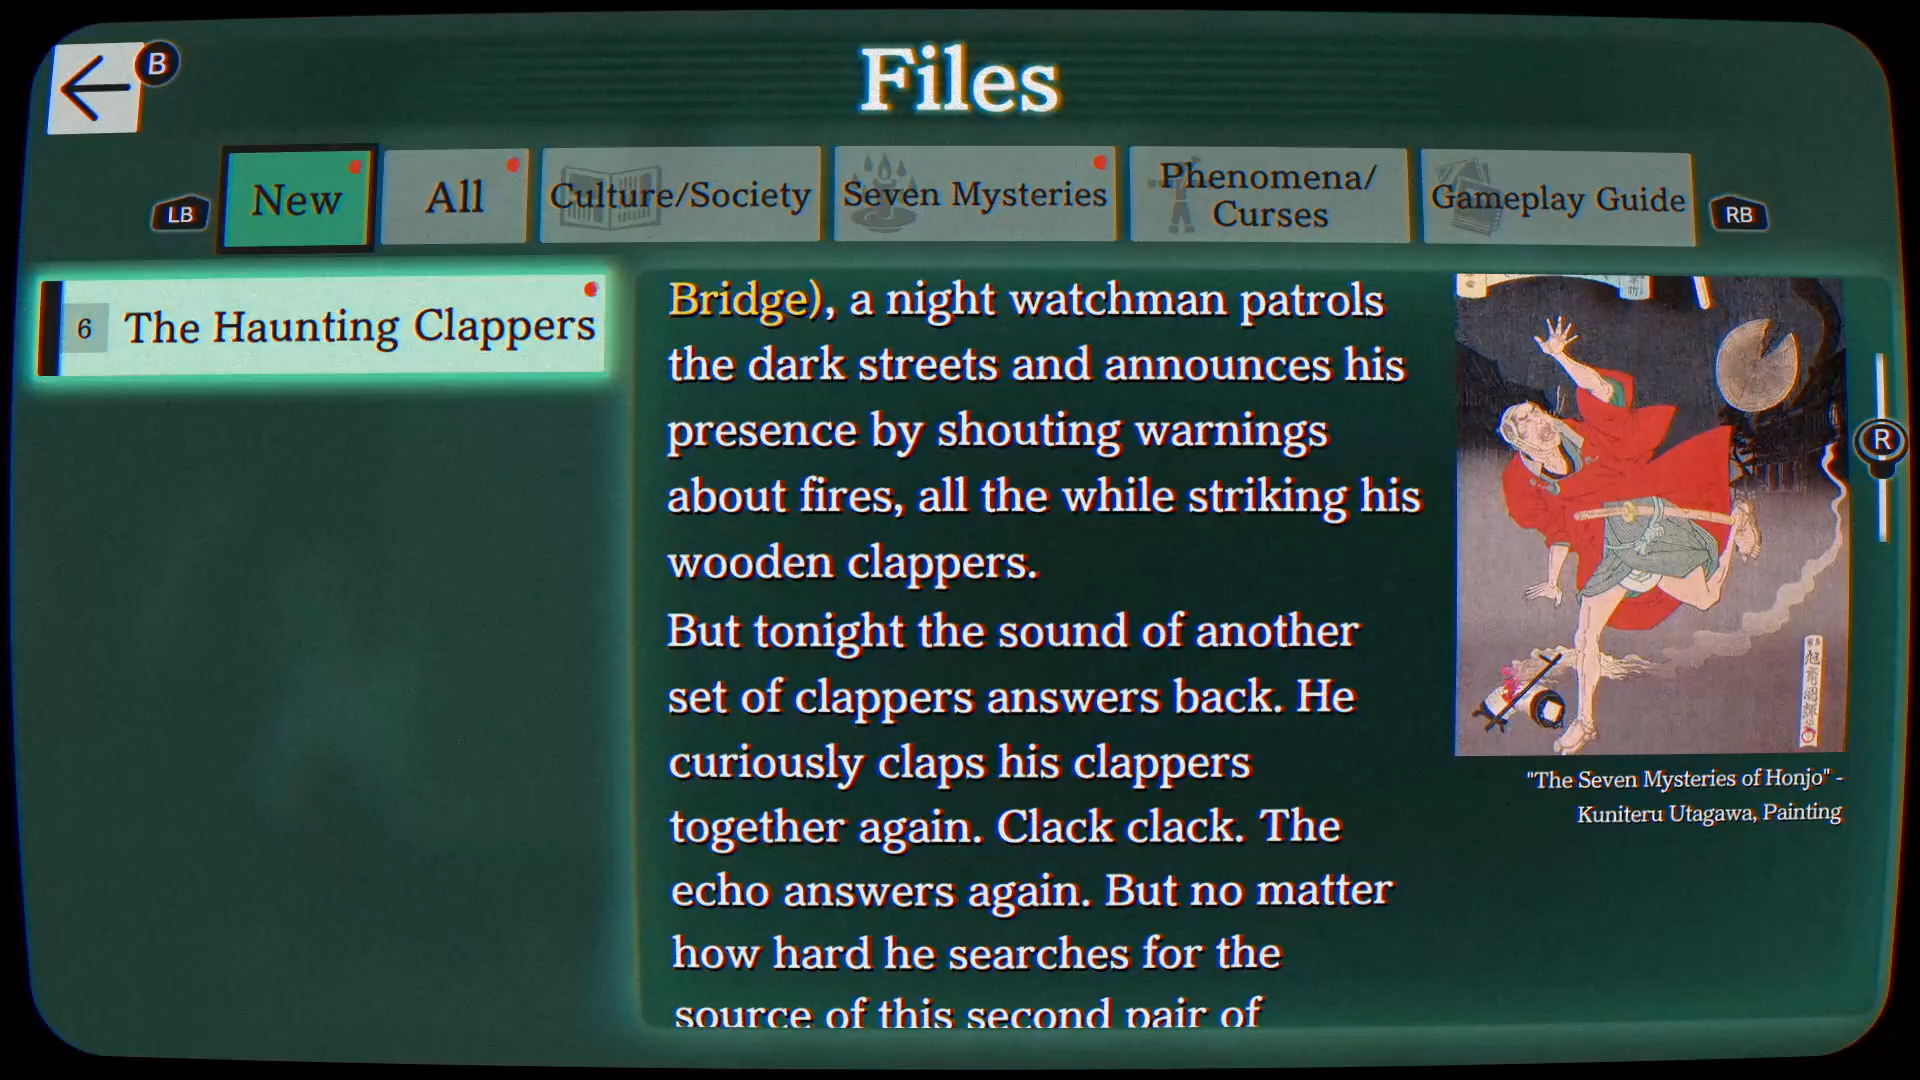 B
Files
LB
New
All
Culture/Society
Seven Mysteries
Phenomena/
Curses
Gameplay Guide
RB
6
The Haunting Clappers
Bridge), a night watchman patrols
the dark streets and announces his
presence by shouting warnings
about fires, all the while striking his
wooden clappers.
But tonight the sound of another
set of clappers answers back. He
curiously claps his clappers
together again. Clack clack. The
echo answers again. But no matter
how hard he searches for the
source of this second pair of
R
"The Seven Mysteries of Honjo" -
Kuniteru Utagawa, Painting